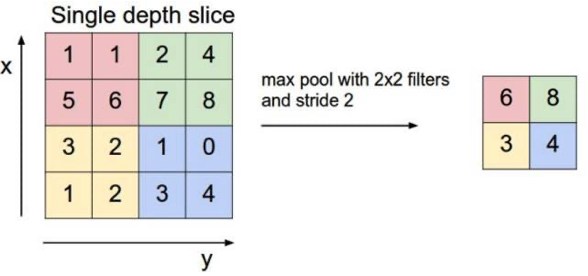 Single depth slice
x
1 1 2 4
5 6 7 8
3 2 1 0
1 2 3 4
y
max pool with 2x2 filters
and stride 2
6 8
3 4